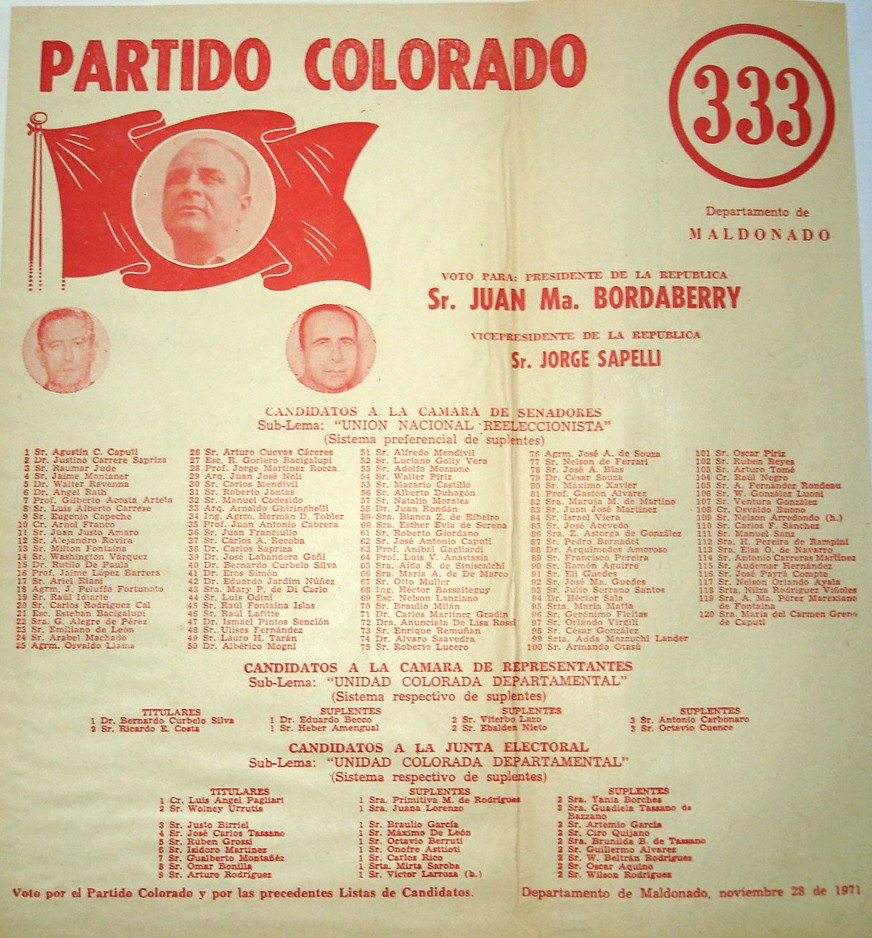 PARTIDO COLORADO
333
Departamento de
MALDONADO
VOTO PARA: PRESIDENTE DE LA REPUBLICA
Sr. JUAN Ma. BORDABERRY
VICEPRESIDENTE DE LA REPUBLICA
Sr. JORGE SAPELLI
CANDIDATOS A LA CAMARA DE SENADORES
Sub-Lema: "UNION NACIONAL REELECCIONISTA"
(Sistema preferencial de suplentes)
1 Sr. Agustín C. Caputi
2 Dr. Justino Carrere Sapriza
3 Sr. Raumar Jude
4 Sr. Jaime Montaner
5 Dr. Walter Ravenna
6 Dr. Angel Rath
7 Prof. Gilberto Acosta Arteta
8 Sr. Luis Alberto Carrese
9 Sr. Eugenio Capeche
10 Cr. Arnol Franco
11 Sr. Juan Justo Amaro
12 Sr. Alejandro Rovira
13 Sr. Milton Fontaina
14 Sr. Washington Vázquez
15 Dr. Rutilo De Paula
16 Prof. Jaime López Barrera
17 Sr. Ariel Riani
18 Agrm. J. Peluffo Fortunato
19 Sr. Raúl Idiarte
20 Sr. Carlos Rodríguez Cal
21 Esc. Esteban Bacigalupi
22 Sra. G. Alegre de Pérez
23 Sr. Emiliano de León
24 Sr. Arabel Machado
25 Agrm. Osvaldo Llama
26 Sr. Arturo Cuevas Cáceres
27 Esc. R. Goriero Bacigalupi
28 Prof. Jorge Martínez Rocca
29 Arq. Juan José Noli
30 Sr. Carlos Mendivil
31 Sr. Roberto Jontas
32 Sr. Manuel Codesido
33 Arq. Arnaldo Ghiringhelli
34 Ing. Agrm. Hermán D. Tobler
35 Prof. Juan Antonio Cabrera
36 Sr. Juan Franciullo
37 Sr. Carlos A. Recoba
38 Dr. Carlos Sapriza
39 Dr. José Labandera Goñi
40 Dr. Bernardo Curbelo Silva
41 Dr. Eros Simón
42 Dr. Eduardo Jardim Núñez
43 Sra. Mary P. de Di Carlo
44 Sr. Luis Odini
45 Sr. Raúl Fontaina Islas
46 Sr. Raúl Lafitte
47 Dr. Ismael Pintos Sención
48 Sr. Ulises Fernández
49 Sr. Lauro H. Tarán
50 Dr. Albérico Mogni
51 Sr. Alfredo Mendivil
52 Sr. Luciano Golly Vera
53 Sr. Adolfo Morzone
54 Sr. Walter Piriz
55 Sr. Macario Castillo
56 Sr. Alberto Duhagón
57 Sr. Natalio Morales
58 Dr. Juan Rondán
59 Sra. Blanca Z. de Ribeiro
60 Sra. Esther Evia de Serena
61 Sr. Roberto Giordano
62 Sr. José Antonio Caputi
63 Prof. Aníbal Gagliardi
64 Prof. Luis V. Anastasía
65 Sra. Aída S. de Siniscalchi
66 Sra. María A. de De Marco
67 Sr. Otto Muller
68 Ing. Héctor Bassaiteguy
69 Esc. Nelson Lanziano
70 Sr. Braulio Milán
71 Dr. Carlos Martínez Gradín
72 Dra. Anunciata De Lisa Rossi
73 Sr. Enrique Remuñan
74 Dr. Alvaro Saavedra
75 Sr. Roberto Lucero
76 Agrm. José A. de Souza
77 Sr. Nelson de Ferrari
78 Sr. José A. Blas
79 Dr. César Souza
80 Sr. Máximo Xavier
81 Prof. Gastón Alvarez
82 Sra. Maruja M. de Martino
83 Sr. Juan José Martínez
84 Sr. Israel Viera
85 Sr. José Acevedo
86 Sra. Z. Astorga de González
87 Sr. Pedro Bernadet
88 Dr. Arquímedes Amoroso
89 Sr. Francisco Pereira
90 Sr. Ramón Aguirre
91 Sr. Eli Guedes
92 Sr. José Ma. Guedes
93 Sr. Julio Serrano Santos
94 Dr. Héctor Sala
95 Srta. María Matta
96 Sr. Gerónimo Fleitas
97 Sr. Orlando Virzilli
98 Sr. César González
99 Srta. Adda Mazzuchi Lander
100 Sr. Armando Otasú
101 Sr. Oscar Piriz
102 Sr. Ruben Reyes
103 Sr. Arturo Tomé
104 Cr. Raúl Negro
105 Sr. A. Fernández Rondeau
106 Sr. W. González Luoni
107 Sr. Ventura González
108 Cr. Osvaldo Bueno
109 Sr. Nelson Arredondo (h.)
110 Sr. Carlos F. Sánchez
111 Sr. Manuel Sanz
112 Sra. Et. Pereira de Rampini
113 Sra. Elsa O. de Navarro
114 Sr. Antonio Carreras Martínez
115 Sr. Audemar Hernández
116 Sr. José Payrá Compte
117 Sr. Nelson Orlando Ayala
118 Srta. Nilza Rodríguez Viñoles
119 Sra. A. Ma. Pérez Marexiano
de Fontaina
120 Sra. María del Carmen Greno
de Caputi
CANDIDATOS A LA CAMARA DE REPRESENTANTES
Sub-Lema: "UNIDAD COLORADA DEPARTAMENTAL"
(Sistema respectivo de suplentes)
TITULARES
1 Dr. Bernardo Curbelo Silva
2 Sr. Ricardo E. Costa
SUPLENTES
1 Dr. Eduardo Becco
1 Sr. Heber Amengual
SUPLENTES
2 Sr. Viterbo Lazo
2 Sr. Ebalden Nieto
SUPLENTES
3 Sr. Antonio Carbonaro
3 Sr. Octavio Cuence
CANDIDATOS A LA JUNTA ELECTORAL
Sub-Lema: "UNIDAD COLORADA DEPARTAMENTAL"
(Sistema respectivo de suplentes)
TITULARES
1 Cr. Luis Angel Pagliari
2 Sr. Wolney Urrutia
3 Sr. Justo Birriel
4 Sr. José Carlos Tassano
5 Sr. Rúben Grossi
6 Sr. Isidoro Martínez
7 Sr. Gualberto Montañéz
8 Sr. Omar Bonilla
9 Sr. Arturo Rodríguez
SUPLENTES
1 Sra. Primitiva M. de Rodrígues
1 Sra. Juana Lorenzo
1 Sr. Braulio García
1 Sr. Máximo De León
1 Sr. Octavio Berruti
1 Sr. Onofre Asttioti
1 Sr. Carlos Rico
1 Srta. Mirta Saroba
1 Sr. Víctor Larroza (h.)
SUPLENTES
2 Sra. Yania Borches
2 Sra. Guadiela Tassano de
Bazzano
2 Sr. Artemio García
2 Sr. Ciro Quijano
2 Sra. Brunilda B. de Tassano
2 Sr. Guillermo Alvarez
2 Sr. W. Beltrán Rodrigues
2 Sr. Oscar Aquino
2 Sr. Wilson Rodríguez
Voto por el Partido Colorado y por las precedentes Listas de Candidatos.
Departamento de Maldonado, noviembre 28 de 1971